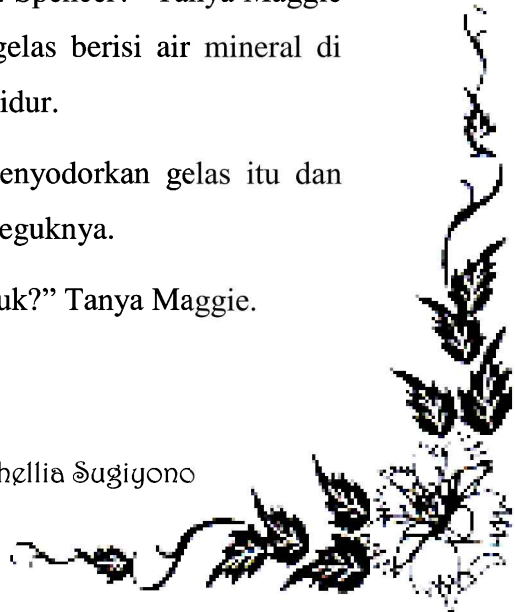 Spencer?” Tanya Maggie
gelas berisi air mineral di
idur.
enyodorkan gelas itu dan
eguknya.
uk?” Tanya Maggie.
hellia Sugiyono